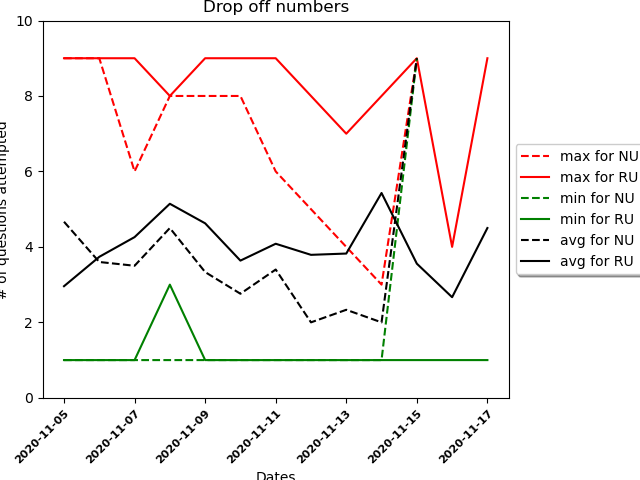 Drop off numbers
# of questions attempted
10
8
6
4
2
0
2020-11-05
2020-11-07
2020-11-09
2020-11-11
2020-11-13
2020-11-15
2020-11-17
Dates
max for NU
max for RU
min for NU
min for RU
avg for NU
avg for RU